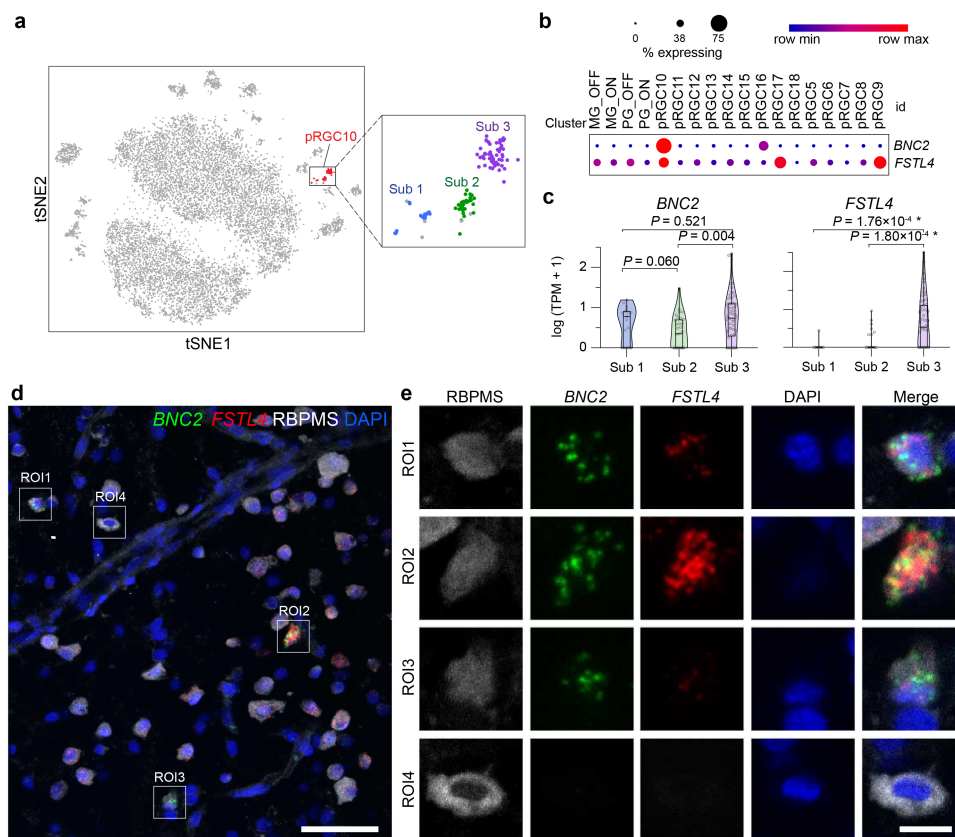 a
pRGC10
Sub 3
Sub 1
Sub 2
tSNE2
tSNE1
b
0
38
75
% expressing
row min
row max
Cluster
MG_OFF
MG_ON
PG_OFF
PG_ON
pRGC10
pRGC11
pRGC12
pRGC13
pRGC14
pRGC15
pRGC16
pRGC17
pRGC18
pRGC5
pRGC6
pRGC7
pRGC8
pRGC9
id
BNC2
FSTL4
c
BNC2
FSTL4
P = 0.521
P = 0.004
P = 0.060
P = 1.76×10-4 *
P = 1.80×10-14 *
log (TPM + 1)
2
1
0
Sub 1
Sub 2
Sub 3
Sub 1
Sub 2
Sub 3
d
BNC2 FSTL4 RBPMS DAPI
ROI1
ROI4
ROI2
ROI3
e
RBPMS
BNC2
FSTL4
DAPI
Merge
ROI1
ROI2
ROI3
ROI4